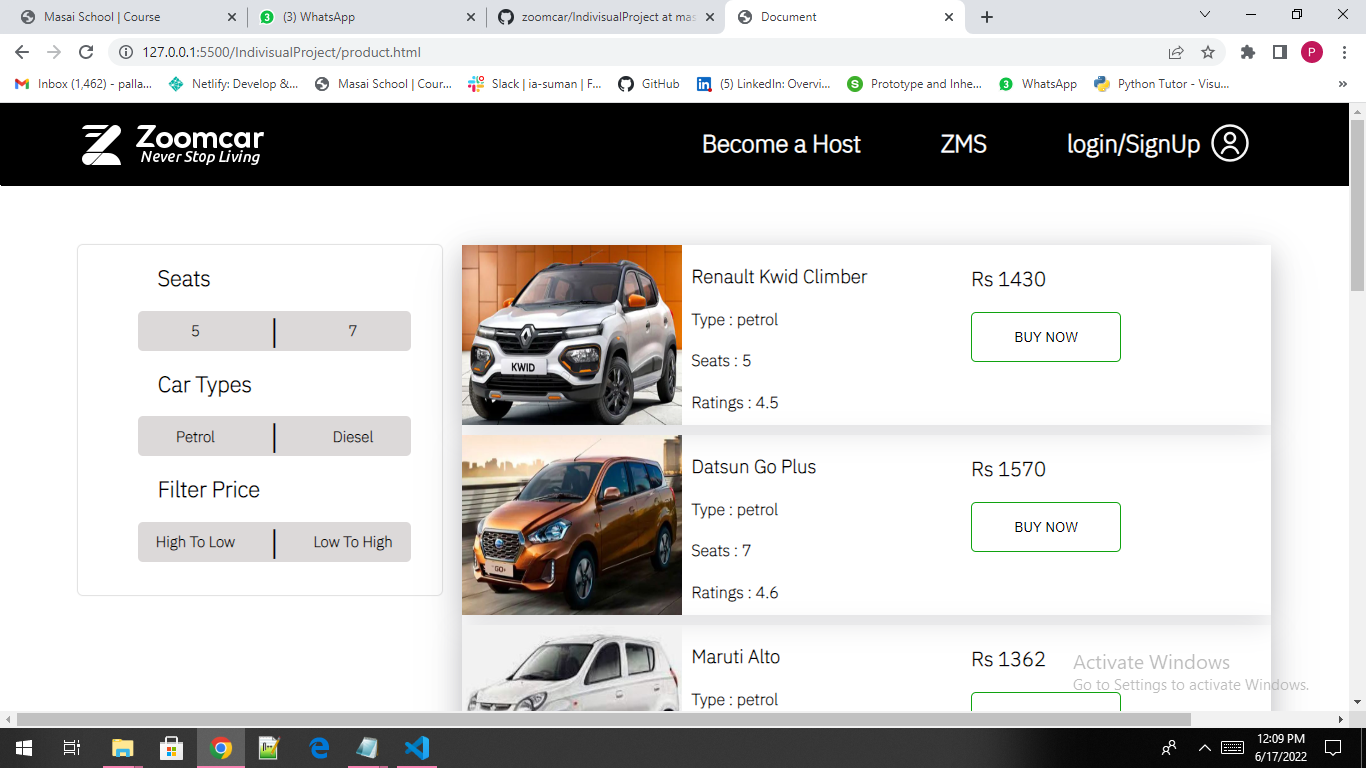 Masai School | Course
(3) WhatsApp
zoomcar/IndivisualProject at mas
Document
127.0.0.1:5500/IndivisualProject/product.html
P
Inbox (1,462) - palla...
Netlify: Develop &...
Masai School | Cour...
Slack | ia-suman | F...
GitHub
(5) LinkedIn: Overvi...
Prototype and Inhe...
WhatsApp
Python Tutor - Visu...
Zoomcar
Never Stop Living
Become a Host
ZMS
login/SignUp
Seats
5
7
Car Types
Petrol
Diesel
Filter Price
High To Low
Low To High
KWID
Renault Kwid Climber
Type : petrol
Seats : 5
Ratings : 4.5
Rs 1430
BUY NOW
GO+
Datsun Go Plus
Type : petrol
Seats : 7
Ratings : 4.6
Rs 1570
BUY NOW
Maruti Alto
Type : petrol
Rs 1362
Activate Windows
Go to Settings to activate Windows.
12:09 PM
6/17/2022